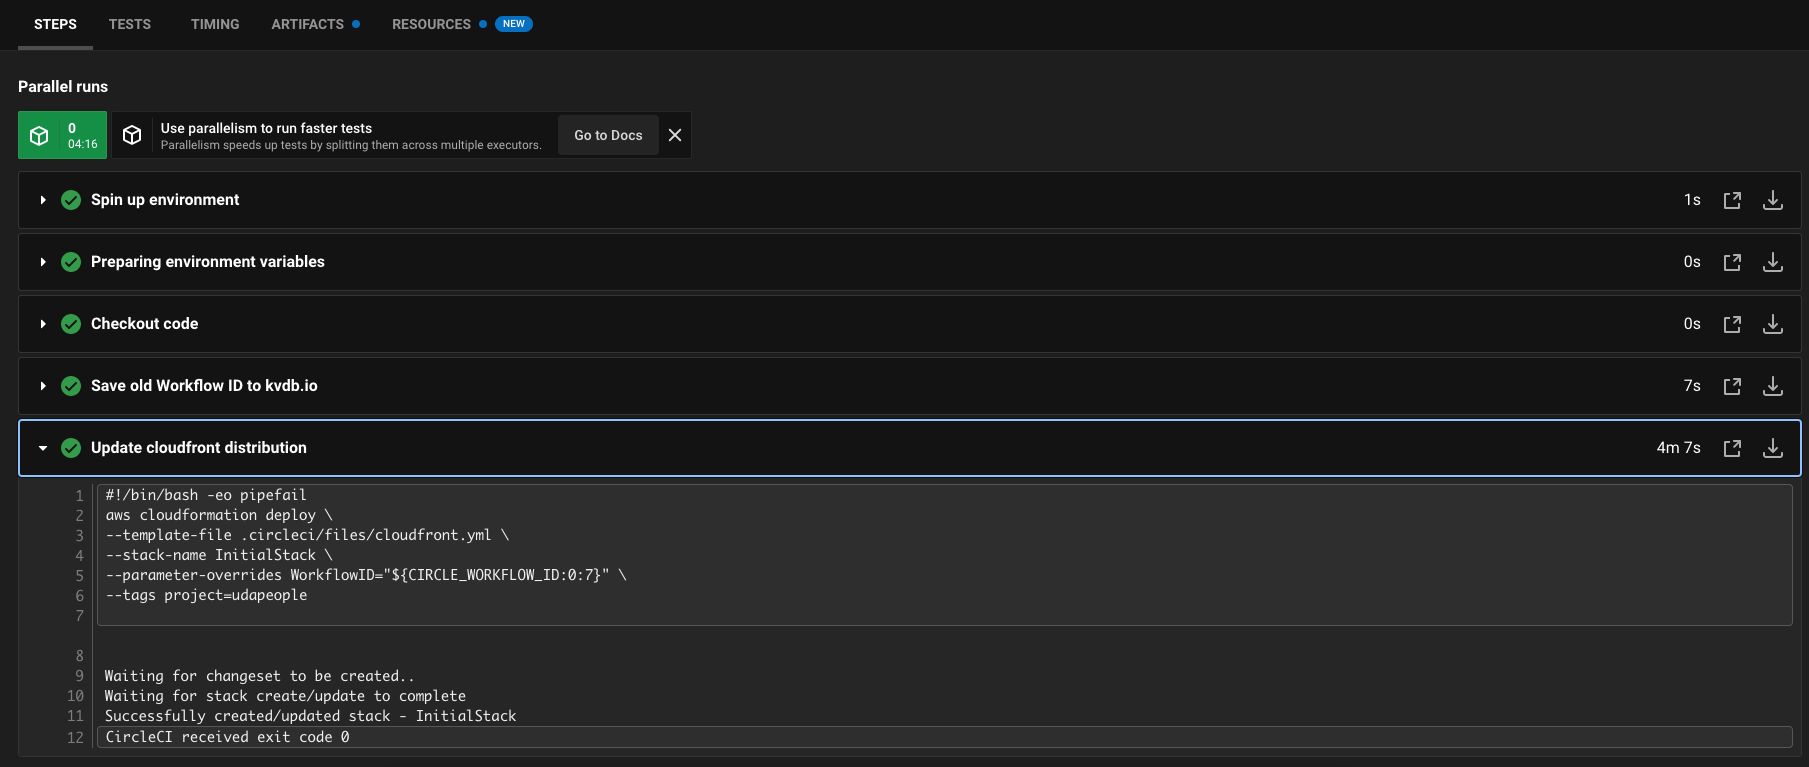 STEPS TESTS TIMING ARTIFACTS RESOURCES NEW
Parallel runs
0
04:16
Use parallelism to run faster tests
Parallelism speeds up tests by splitting them across multiple executors.
Go to Docs
Spin up environment 1s
Preparing environment variables 0s
Checkout code 0s
Save old Workflow ID to kvdb.io 7s
Update cloudfront distribution 4m 7s
1 #!/bin/bash -eo pipefail
2 aws cloudformation deploy \
3 --template-file .circleci/files/cloudfront.yml \
4 --stack-name InitialStack \
5 --parameter-overrides WorkflowID="${CIRCLE_WORKFLOW_ID:0:7}" \
6 --tags project=udapeople
7
8
9 Waiting for changeset to be created..
10 Waiting for stack create/update to complete
11 Successfully created/updated stack - InitialStack
12 CircleCI received exit code 0